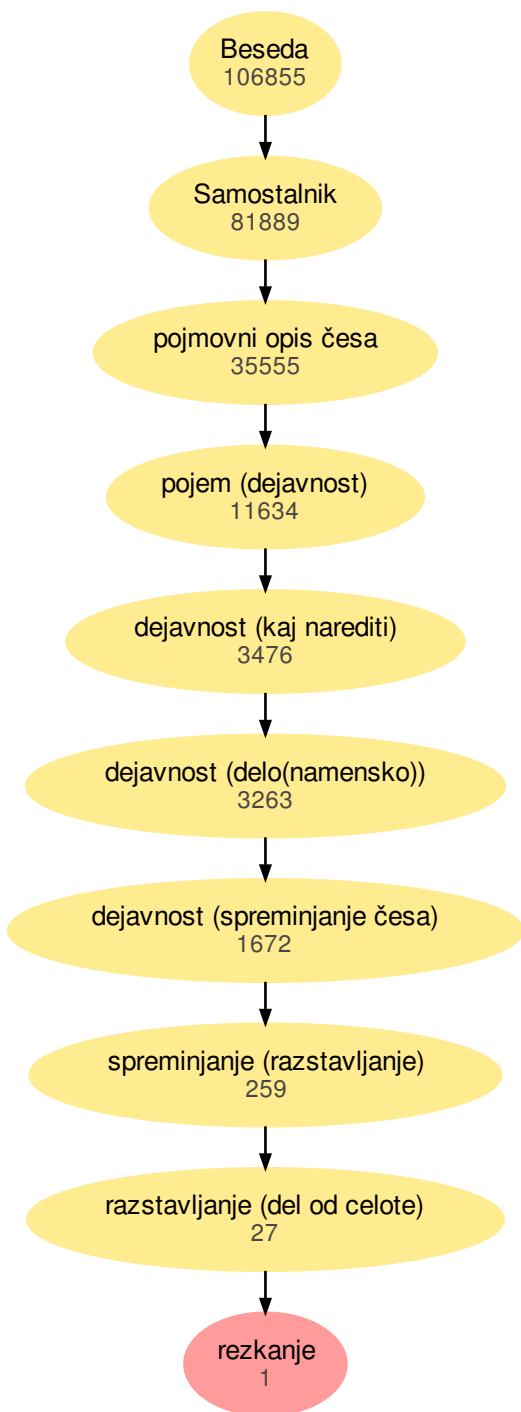 Beseda
106855
Samostalnik
81889
pojmovni opis česa
35555
pojem (dejavnost)
11634
dejavnost (kaj narediti)
3476
dejavnost (delo(namensko))
3263
dejavnost (spreminjanje česa)
1672
spreminjanje (razstavljanje)
259
razstavljanje (del od celote)
27
rezkanje
1